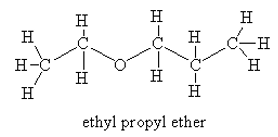 H H H
H H
C C C H
H C O C H
H H H H
ethyl propyl ether